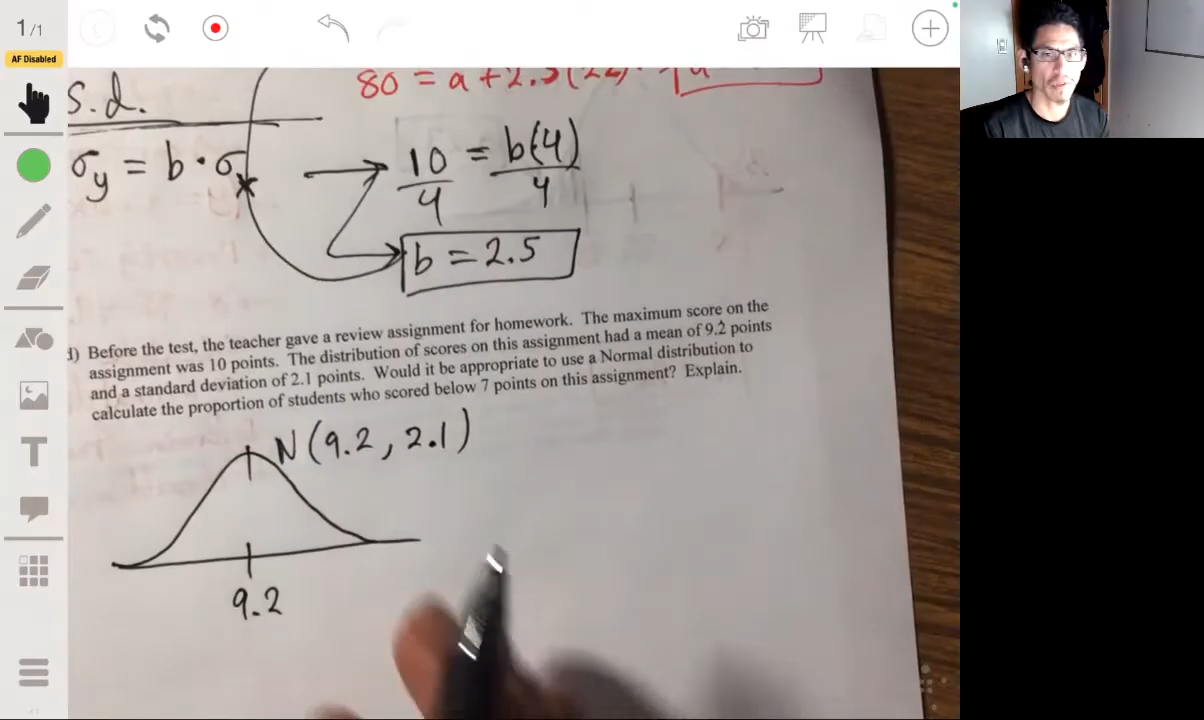 1/1
AF Disabled
80 = a + 2.5(22)
s.d.
σy = b · σx
10/4 = b(4)/4
b = 2.5
d) Before the test, the teacher gave a review assignment for homework. The maximum score on the
assignment was 10 points. The distribution of scores on this assignment had a mean of 9.2 points
and a standard deviation of 2.1 points. Would it be appropriate to use a Normal distribution to
calculate the proportion of students who scored below 7 points on this assignment? Explain.
N(9.2, 2.1)
9.2
T